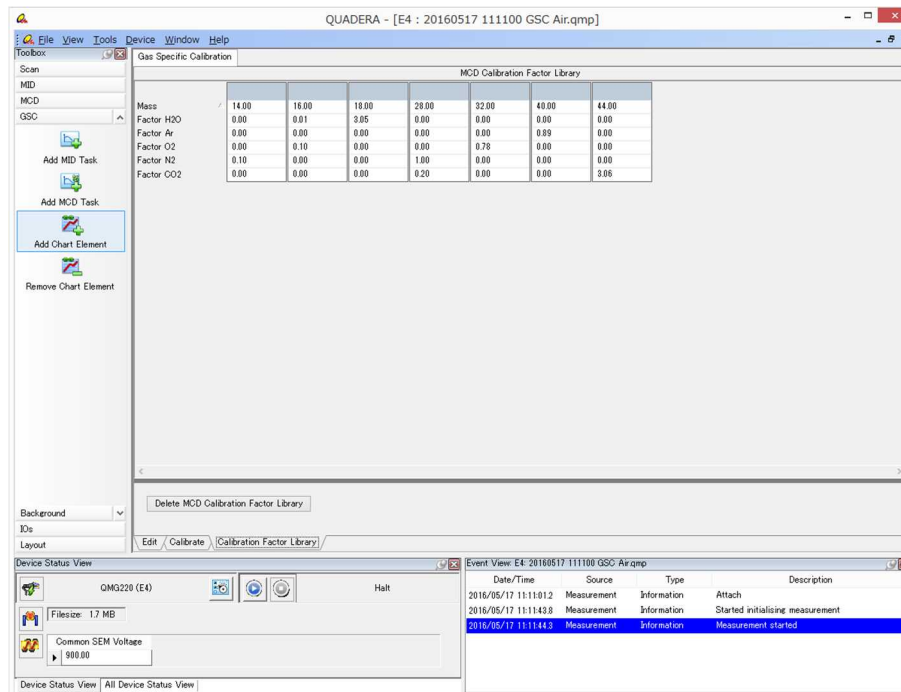 QUADERA - [E4 : 20160517 111100 GSC Air.qmp]
File View Tools Device Window Help
Toolbox
Scan
MID
MCD
GSC
Add MID Task
Add MCD Task
Add Chart Element
Remove Chart Element
Background
IOs
Layout
Gas Specific Calibration
MCD Calibration Factor Library
Mass 14.00 16.00 18.00 28.00 32.00 40.00 44.00
Factor H2O 0.00 0.01 3.05 0.00 0.00 0.00 0.00
Factor Ar 0.00 0.00 0.00 0.00 0.00 0.89 0.00
Factor O2 0.00 0.10 0.00 0.00 0.78 0.00 0.00
Factor N2 0.10 0.00 0.00 1.00 0.00 0.00 0.00
Factor CO2 0.00 0.00 0.00 0.20 0.00 0.00 3.06
Delete MCD Calibration Factor Library
Edit Calibrate Calibration Factor Library
Device Status View
QMG220 (E4) Halt
Filesize: 1.7 MB
Common SEM Voltage
900.00
Device Status View All Device Status View
Event View: E4: 20160517 111100 GSC Air.qmp
Date/Time Source Type Description
2016/05/17 11:11:01.2 Measurement Information Attach
2016/05/17 11:11:43.8 Measurement Information Started initialising measurement
2016/05/17 11:11:44.3 Measurement Information Measurement started